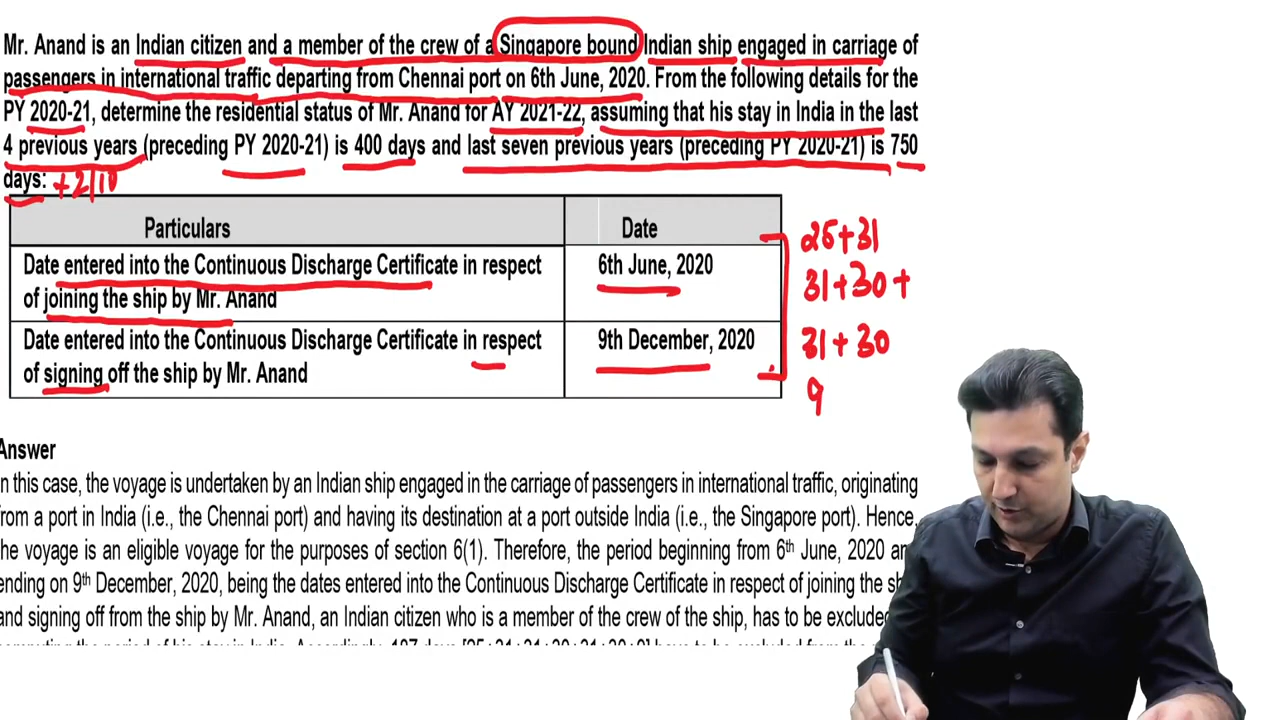 Mr. Anand is an Indian citizen and a member of the crew of a Singapore bound Indian ship engaged in carriage of
passengers in international traffic departing from Chennai port on 6th June, 2020. From the following details for the
PY 2020-21, determine the residential status of Mr. Anand for AY 2021-22, assuming that his stay in India in the last
4 previous years (preceding PY 2020-21) is 400 days and last seven previous years (preceding PY 2020-21) is 750
days: +2/10
Particulars Date
Date entered into the Continuous Discharge Certificate in respect
of joining the ship by Mr. Anand
6th June, 2020
Date entered into the Continuous Discharge Certificate in respect
of signing off the ship by Mr. Anand
9th December, 2020
25+31
31+30+
31+30
9
Answer
n this case, the voyage is undertaken by an Indian ship engaged in the carriage of passengers in international traffic, originating
from a port in India (i.e., the Chennai port) and having its destination at a port outside India (i.e., the Singapore port). Hence,
he voyage is an eligible voyage for the purposes of section 6(1). Therefore, the period beginning from 6th June, 2020 an
ending on 9th December, 2020, being the dates entered into the Continuous Discharge Certificate in respect of joining the sh
and signing off from the ship by Mr. Anand, an Indian citizen who is a member of the crew of the ship, has to be excluded